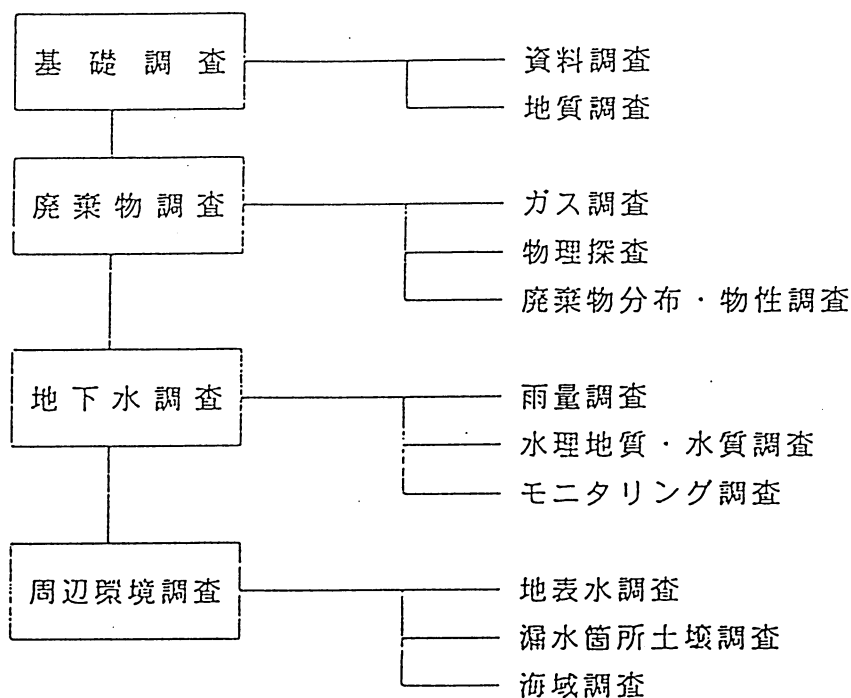 基礎調査
資料調査
地質調査
廃棄物調査
ガス調査
物理探査
廃棄物分布・物性調査
地下水調査
雨量調査
水理地質・水質調査
モニタリング調査
周辺環境調査
地表水調査
漏水箇所土壌調査
海域調査